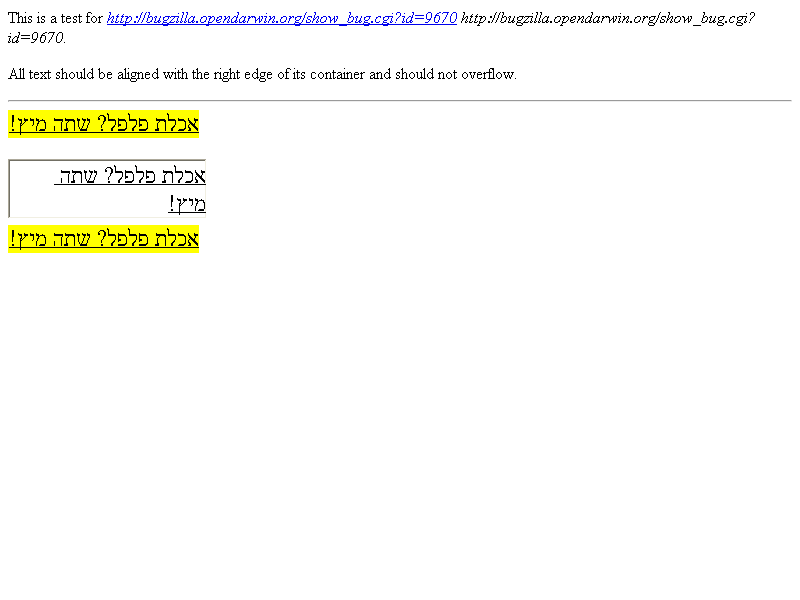 This is a test for http://bugzilla.opendarwin.org/show_bug.cgi?id=9670 http://bugzilla.opendarwin.org/show_bug.cgi?
id=9670.
All text should be aligned with the right edge of its container and should not overflow.
אכלת פלפל? שתה מיץ!
אכלת פלפל? שתה
מיץ!
אכלת פלפל? שתה מיץ!